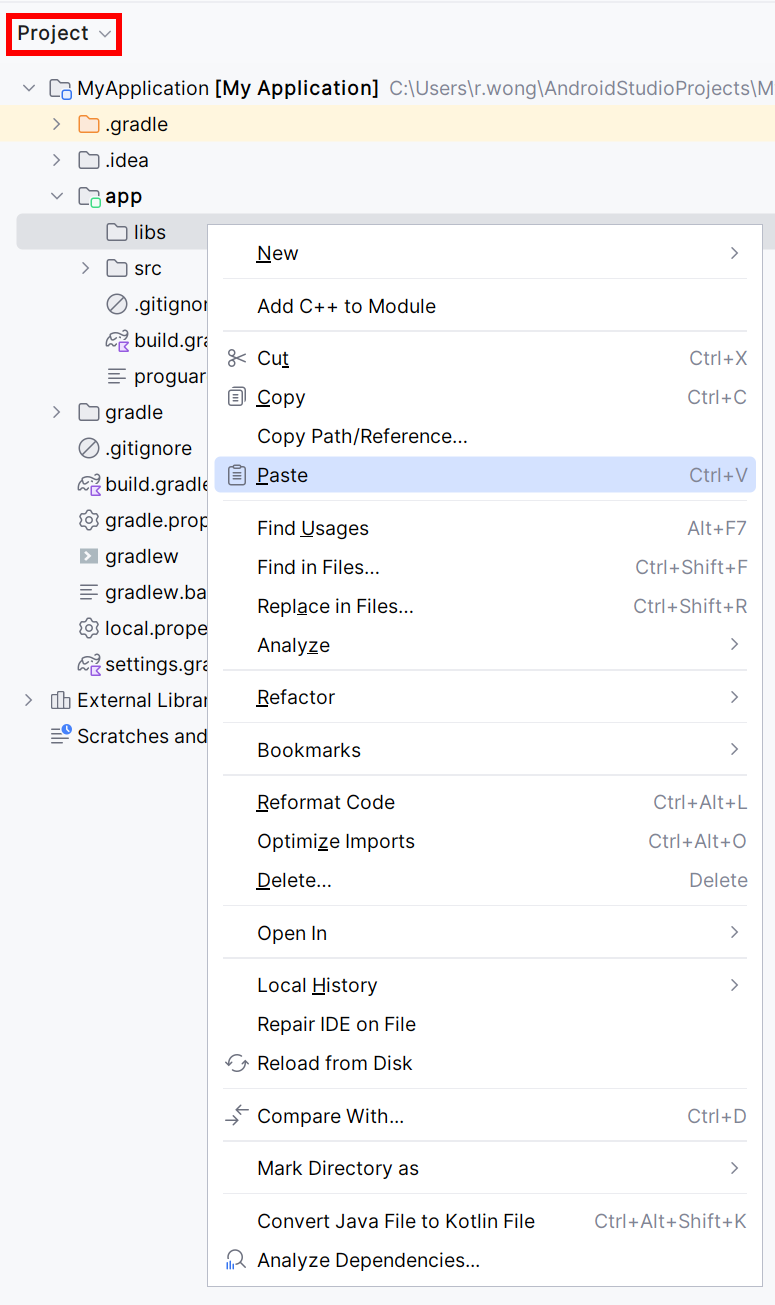 Project
MyApplication [My Application] C:\Users\r.wong\AndroidStudioProjects\M
.gradle
.idea
app
libs
src
.gitignor
build.gra
proguar
gradle
.gitignore
build.gradle
gradle.prop
gradlew
gradlew.ba
local.prope
settings.gra
External Librar
Scratches and
New
Add C++ to Module
Cut Ctrl+X
Copy Ctrl+C
Copy Path/Reference...
Paste Ctrl+V
Find Usages Alt+F7
Find in Files... Ctrl+Shift+F
Replace in Files... Ctrl+Shift+R
Analyze
Refactor
Bookmarks
Reformat Code Ctrl+Alt+L
Optimize Imports Ctrl+Alt+O
Delete... Delete
Open In
Local History
Repair IDE on File
Reload from Disk
Compare With... Ctrl+D
Mark Directory as
Convert Java File to Kotlin File Ctrl+Alt+Shift+K
Analyze Dependencies...